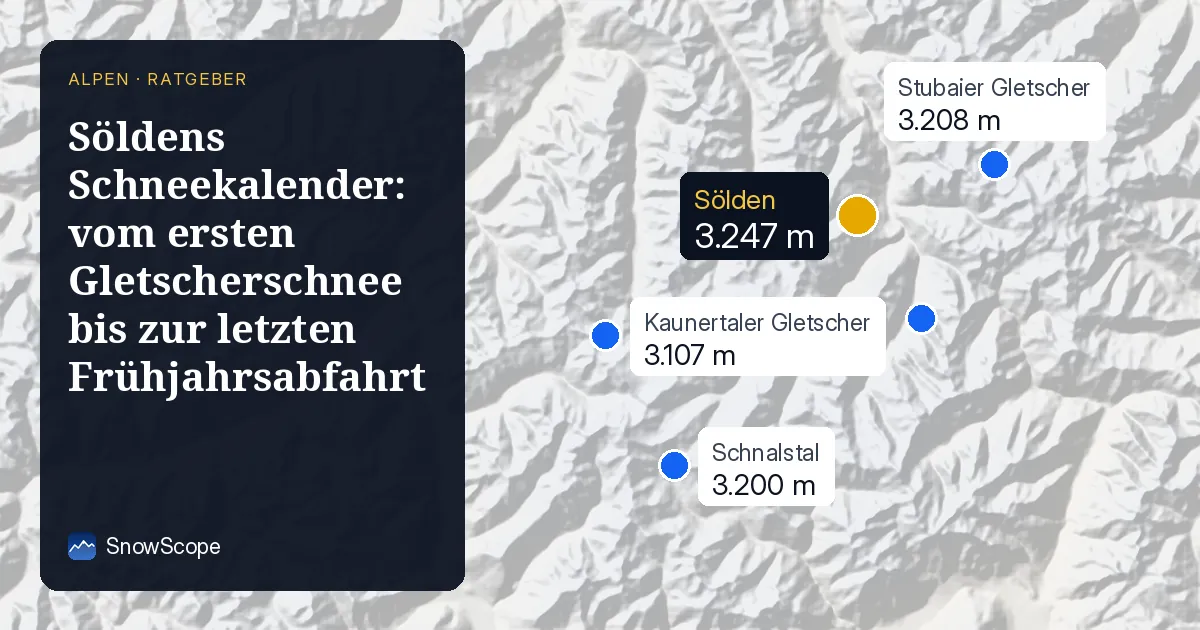 ALPEN · RATGEBER
Söldens
Schneekalender:
vom ersten
Gletscherschnee
bis zur letzten
Frühjahrsabfahrt
SnowScope
Stubaier Gletscher
3.208 m
Sölden
3.247 m
Kaunertaler Gletscher
3.107 m
Schnalstal
3.200 m